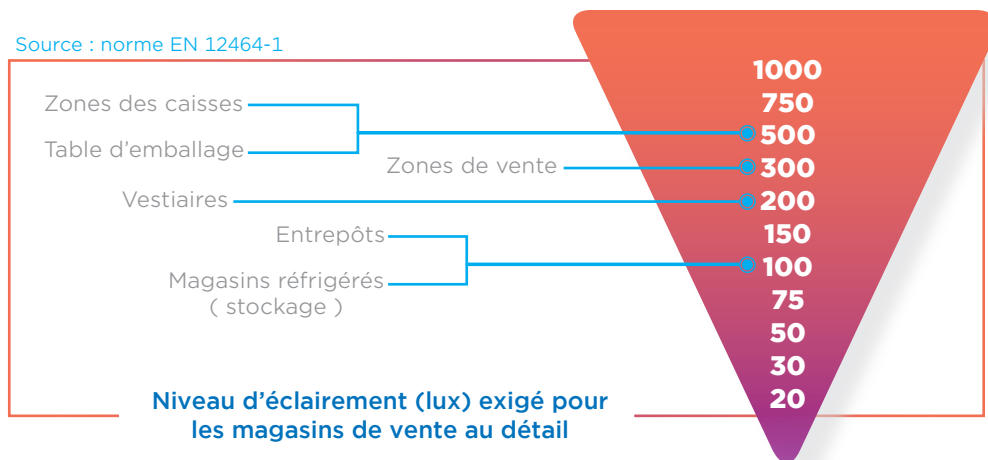 Source : norme EN 12464-1
1000
Zones des caisses
750
500
Table d'emballage
Zones de vente
300
Vestiaires
200
Entrepôts
150
100
Magasins réfrigérés
( stockage )
75
50
30
20
Niveau d'éclairement (lux) exigé pour
les magasins de vente au détail